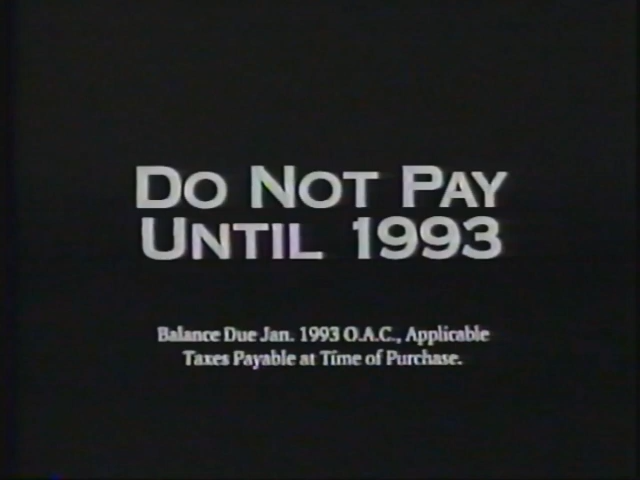 DO NOT PAY
UNTIL 1993
Balance Due Jan. 1993 O.A.C., Applicable
Taxes Payable at Time of Purchase.